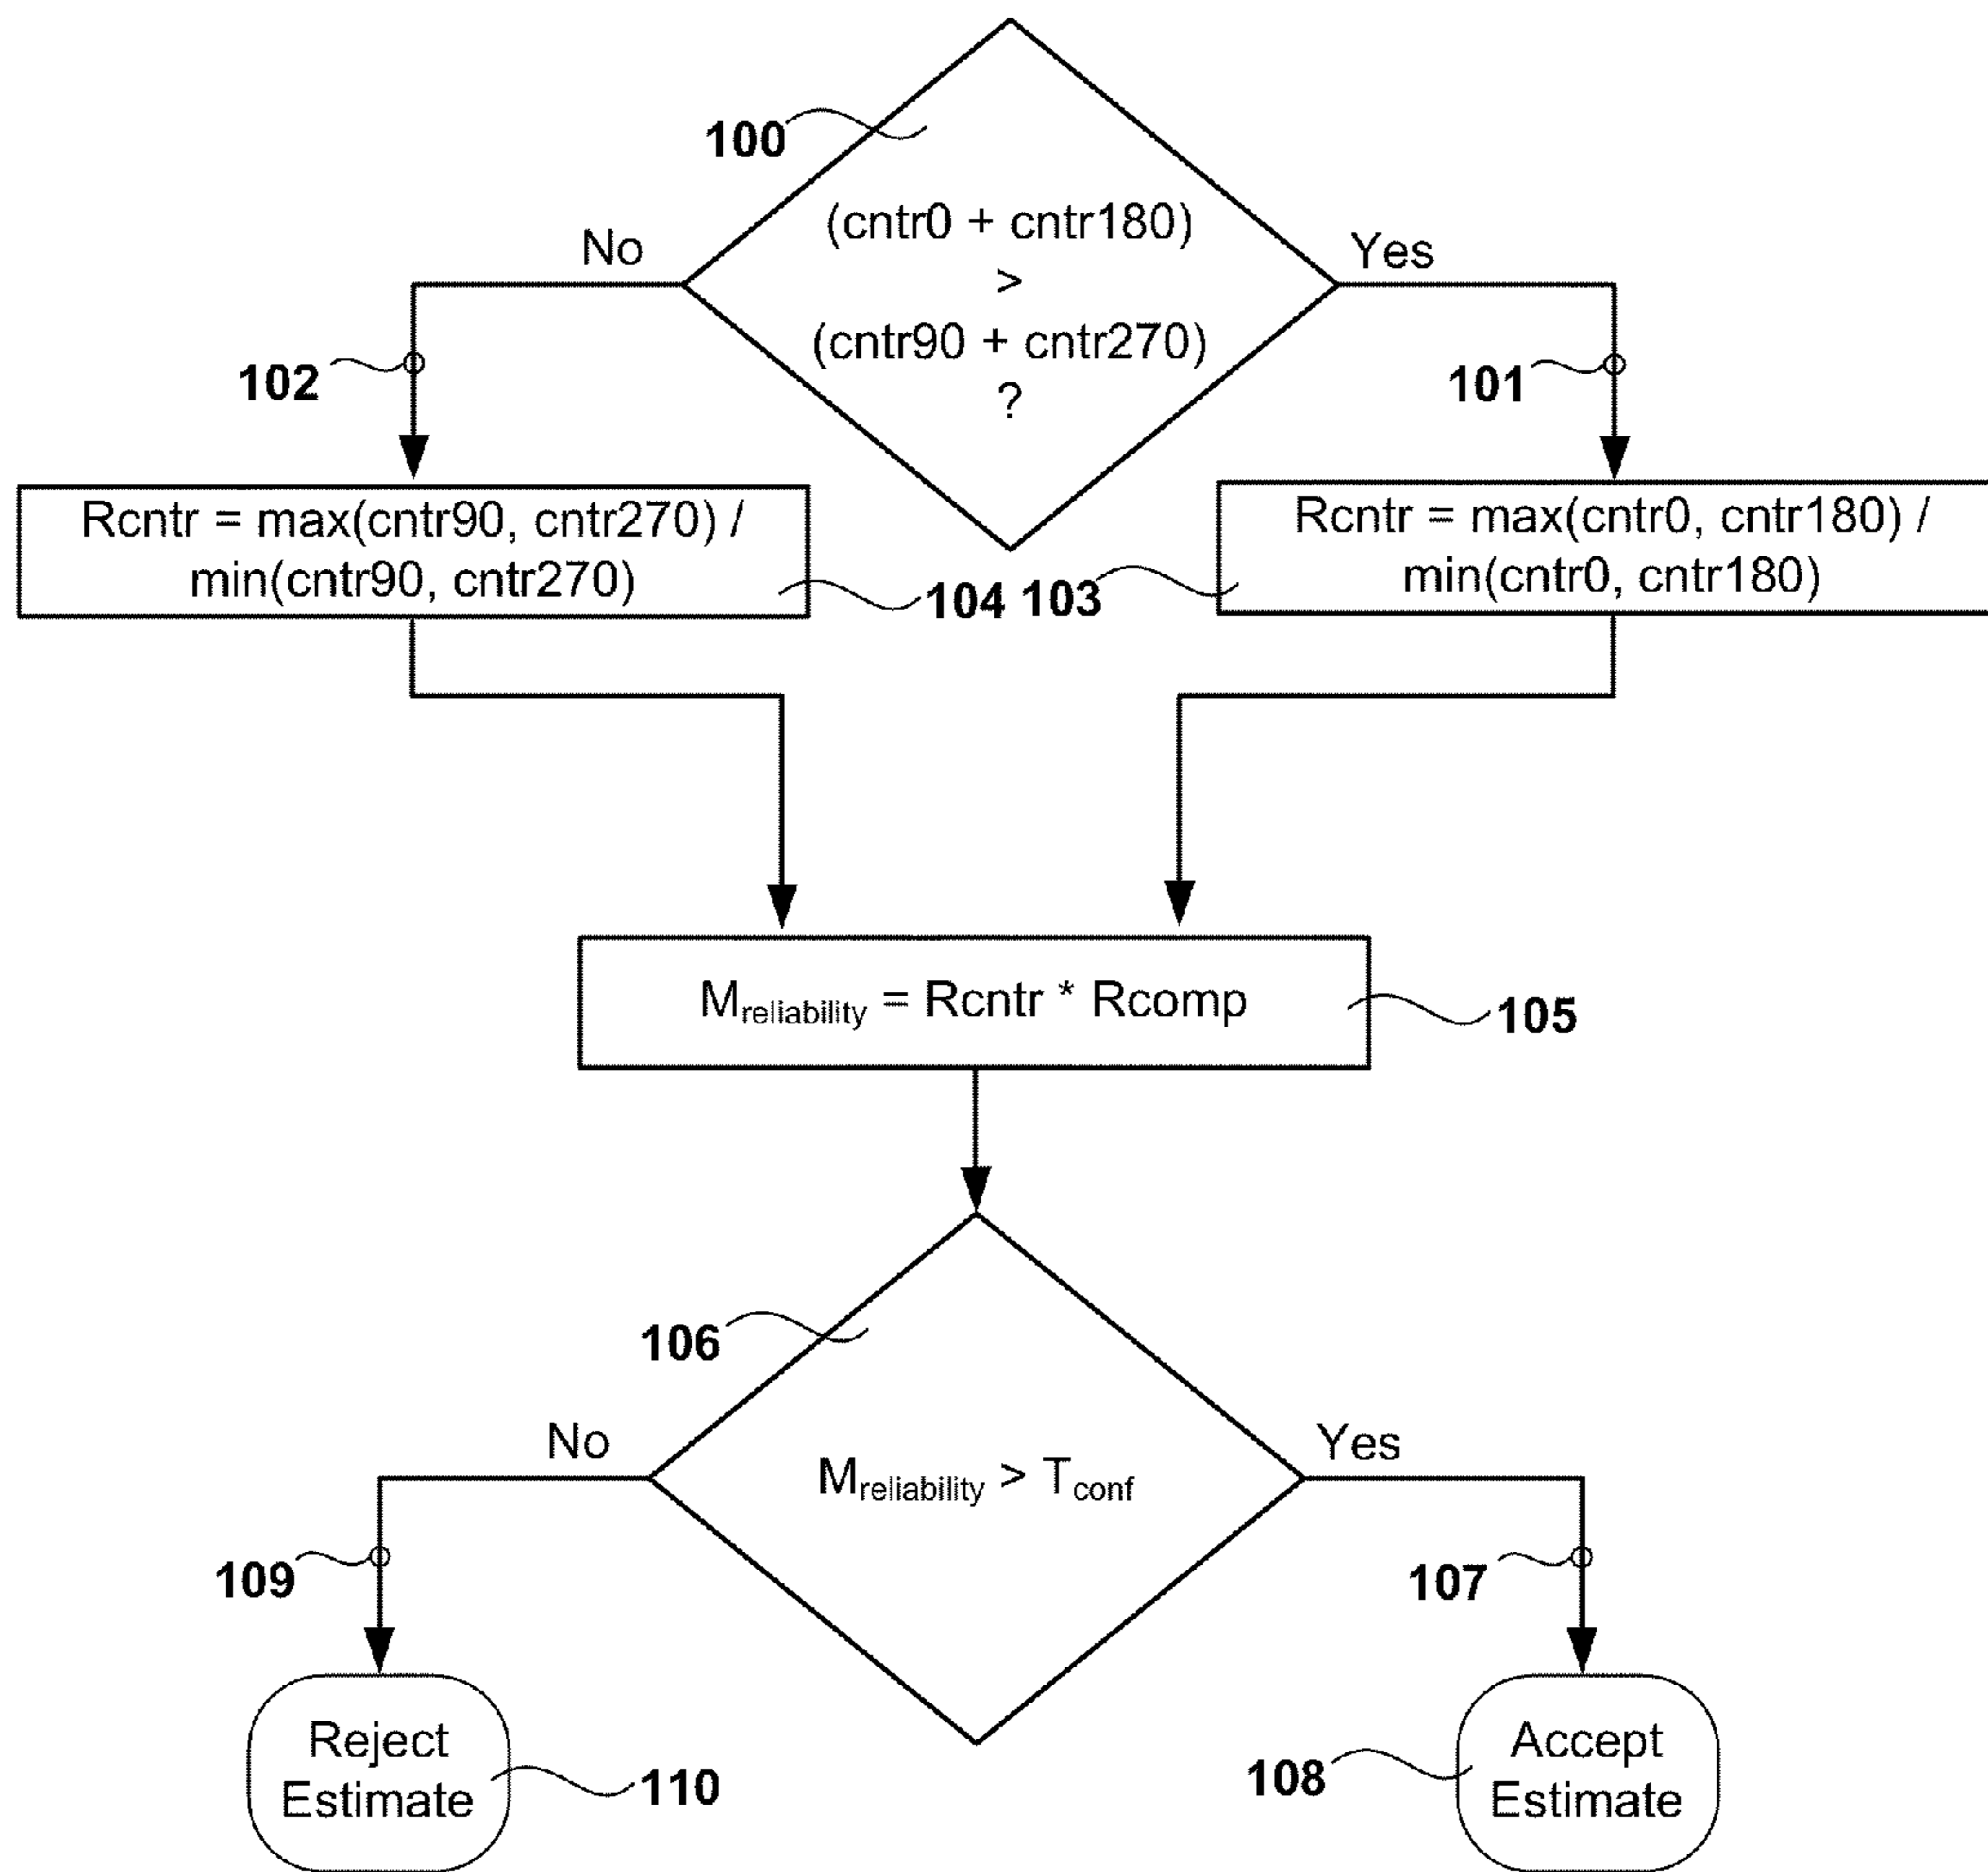 100
(cntr0 + cntr180)
>
(cntr90 + cntr270)
?
No
Yes
102
101
Rcntr = max(cntr90, cntr270) /
min(cntr90, cntr270)
Rcntr = max(cntr0, cntr180) /
min(cntr0, cntr180)
104
103
Mreliability = Rcntr * Rcomp
105
106
No
Yes
Mreliability > Tconf
109
107
Reject
Estimate
110
108
Accept
Estimate